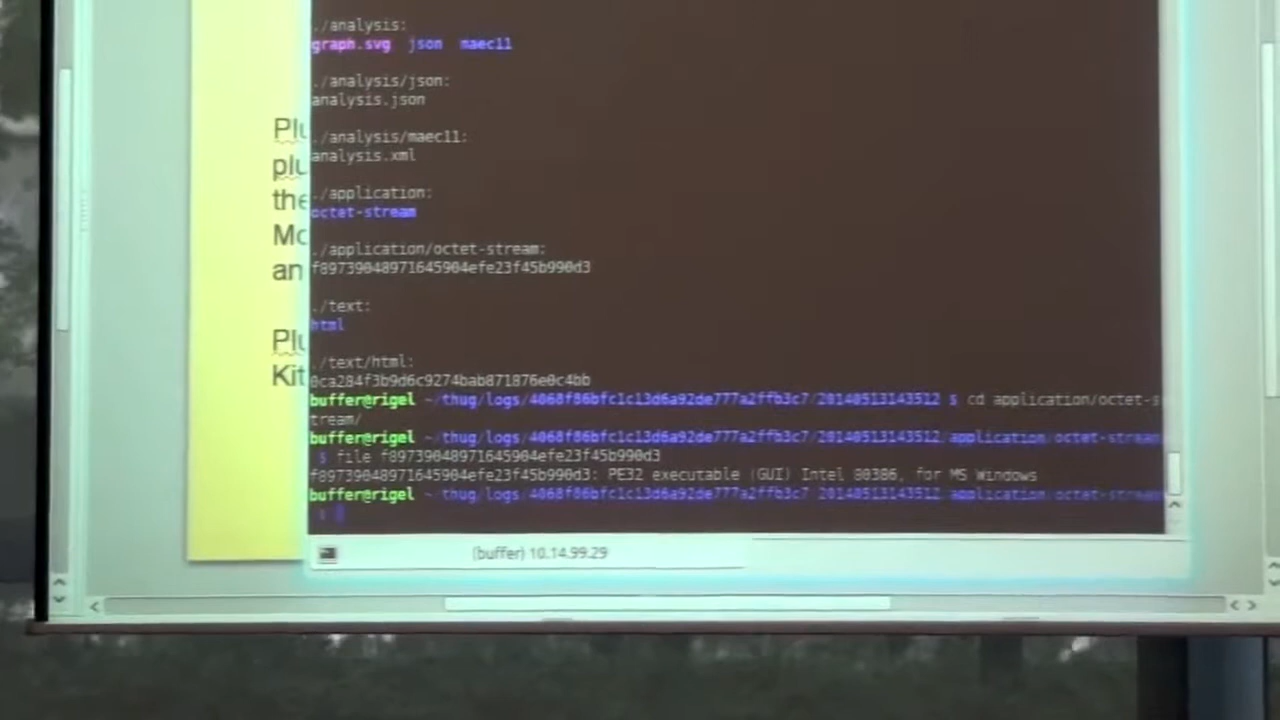 ./analysis:
graph.svg json maec11
./analysis/json:
analysis.json
./analysis/maec11:
analysis.xml
./application:
octet-stream
./application/octet-stream:
f89739048971645904efe23f45b990d3
./text:
html
./text/html:
0ca284f3b9d6c9274bab871876e0c4bb
buffer@rigel ~/thug/logs/4068f86bfc1c13d6a92de777a2ffb3c7/20140513143512 $ cd application/octet-s
tream/
buffer@rigel ~/thug/logs/4068f86bfc1c13d6a92de777a2ffb3c7/20140513143512/application/octet-stream
$ file f89739048971645904efe23f45b990d3
f89739048971645904efe23f45b990d3: PE32 executable (GUI) Intel 80386, for MS Windows
buffer@rigel ~/thug/logs/4068f86bfc1c13d6a92de777a2ffb3c7/20140513143512/application/octet-stream
$
(buffer) 10.14.99.29
Plu
plu
the
Mo
an
Plu
Kit